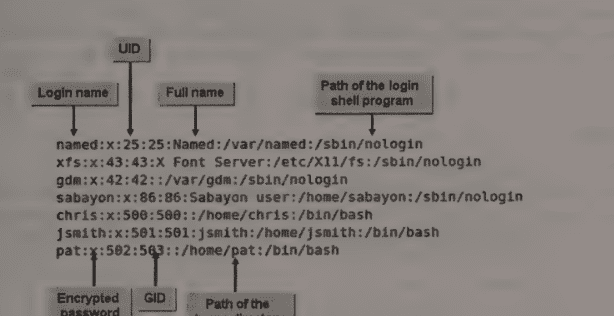 UID
Login name
Full name
Path of the login
shell program
named:x:25:25:Named:/var/named:/sbin/nologin
xfs:x:43:43:X Font Server:/etc/X11/fs:/sbin/nologin
gdm:x:42:42::/var/gdm:/sbin/nologin
sabayon:x:86:86:Sabayon user:/home/sabayon:/sbin/nologin
chris:x:500:500::/home/chris:/bin/bash
jsmith:x:501:501:jsmith:/home/jsmith:/bin/bash
pat:x:502:503::/home/pat:/bin/bash
Encrypted
password
GID
Path of the